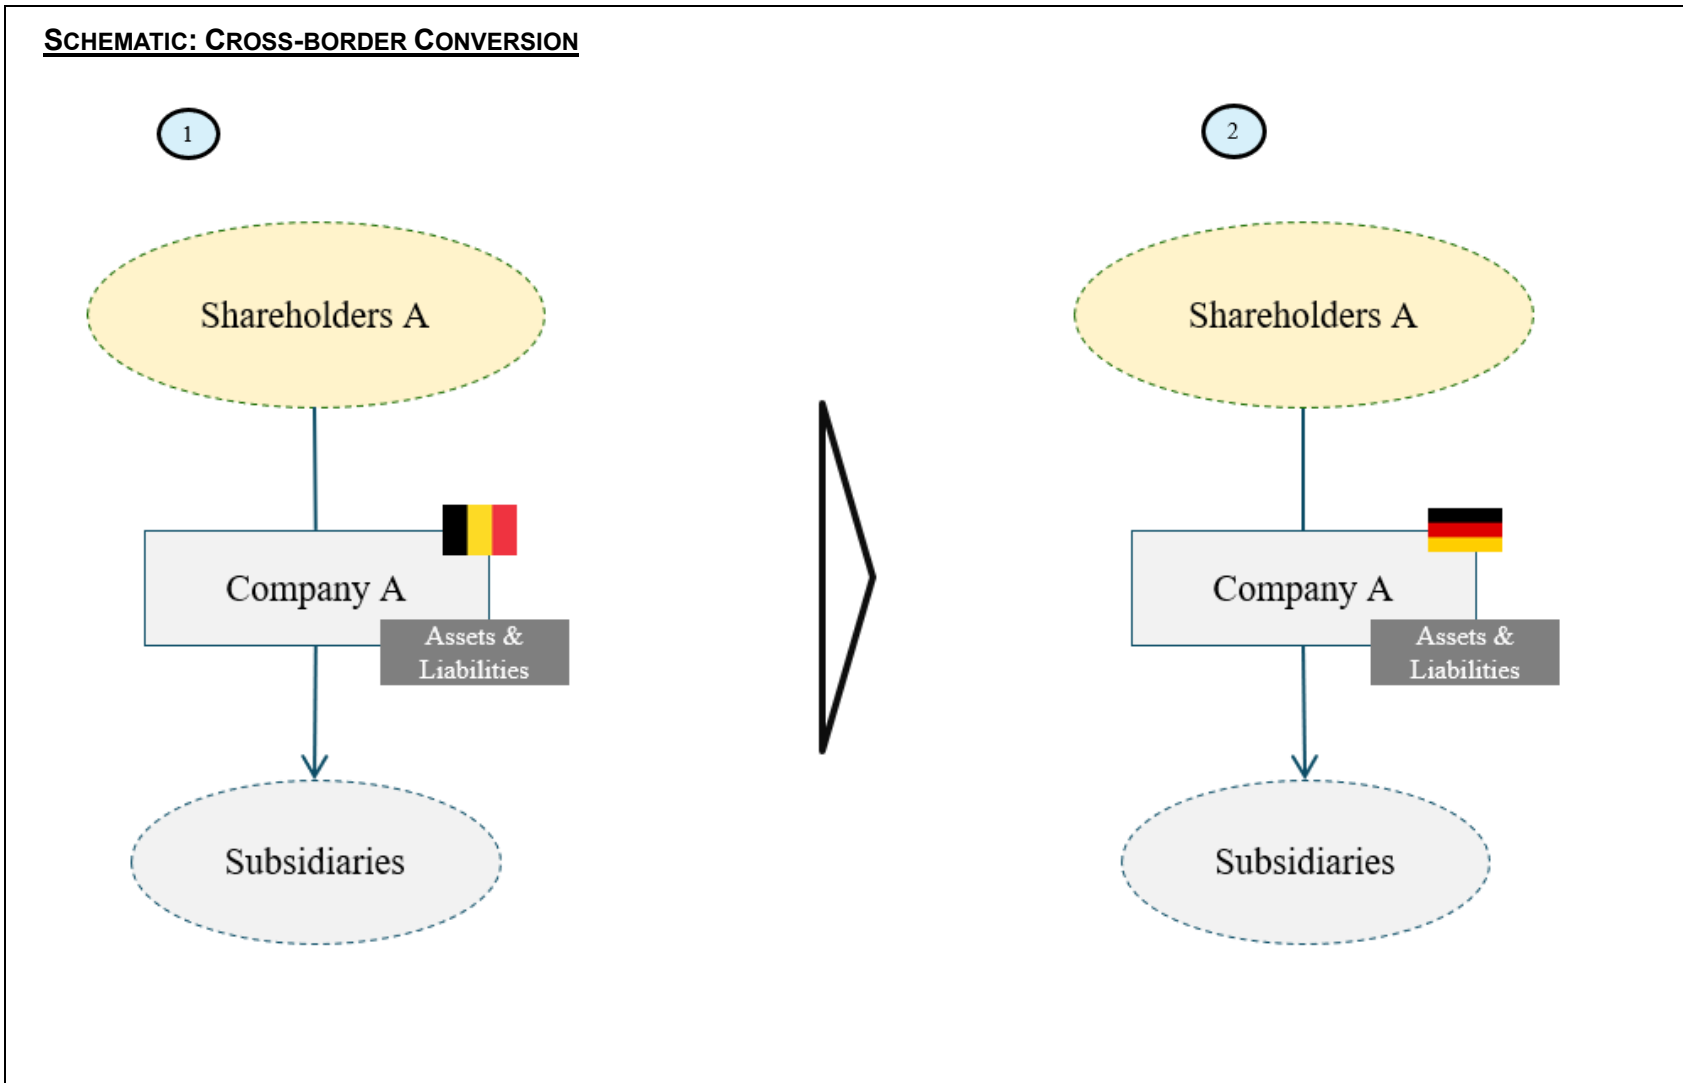 SCHEMATIC: CROSS-BORDER CONVERSION
1
2
Shareholders A
Shareholders A
Company A
Assets &
Liabilities
Company A
Assets &
Liabilities
Subsidiaries
Subsidiaries